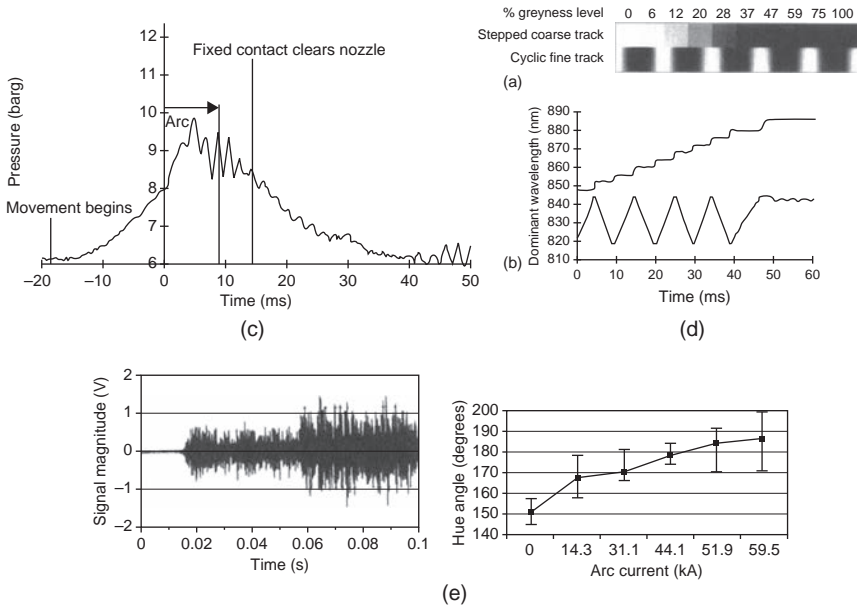 12
11
10
9
8
7
6
Pressure (barg)
Fixed contact clears nozzle
Arc
Movement begins
–20 –10 0 10 20 30 40 50
Time (ms)
(c)
% greyness level
0 6 12 20 28 37 47 59 75 100
Stepped coarse track
Cyclic fine track
(a)
890
880
870
860
850
840
830
820
810
Dominant wavelength (nm)
(b)
0 10 20 30 40 50 60
Time (ms)
(d)
2
1
0
–1
–2
Signal magnitude (V)
0 0.02 0.04 0.06 0.08 0.1
Time (s)
200
190
180
170
160
150
140
Hue angle (degrees)
0 14.3 31.1 44.1 51.9 59.5
Arc current (kA)
(e)